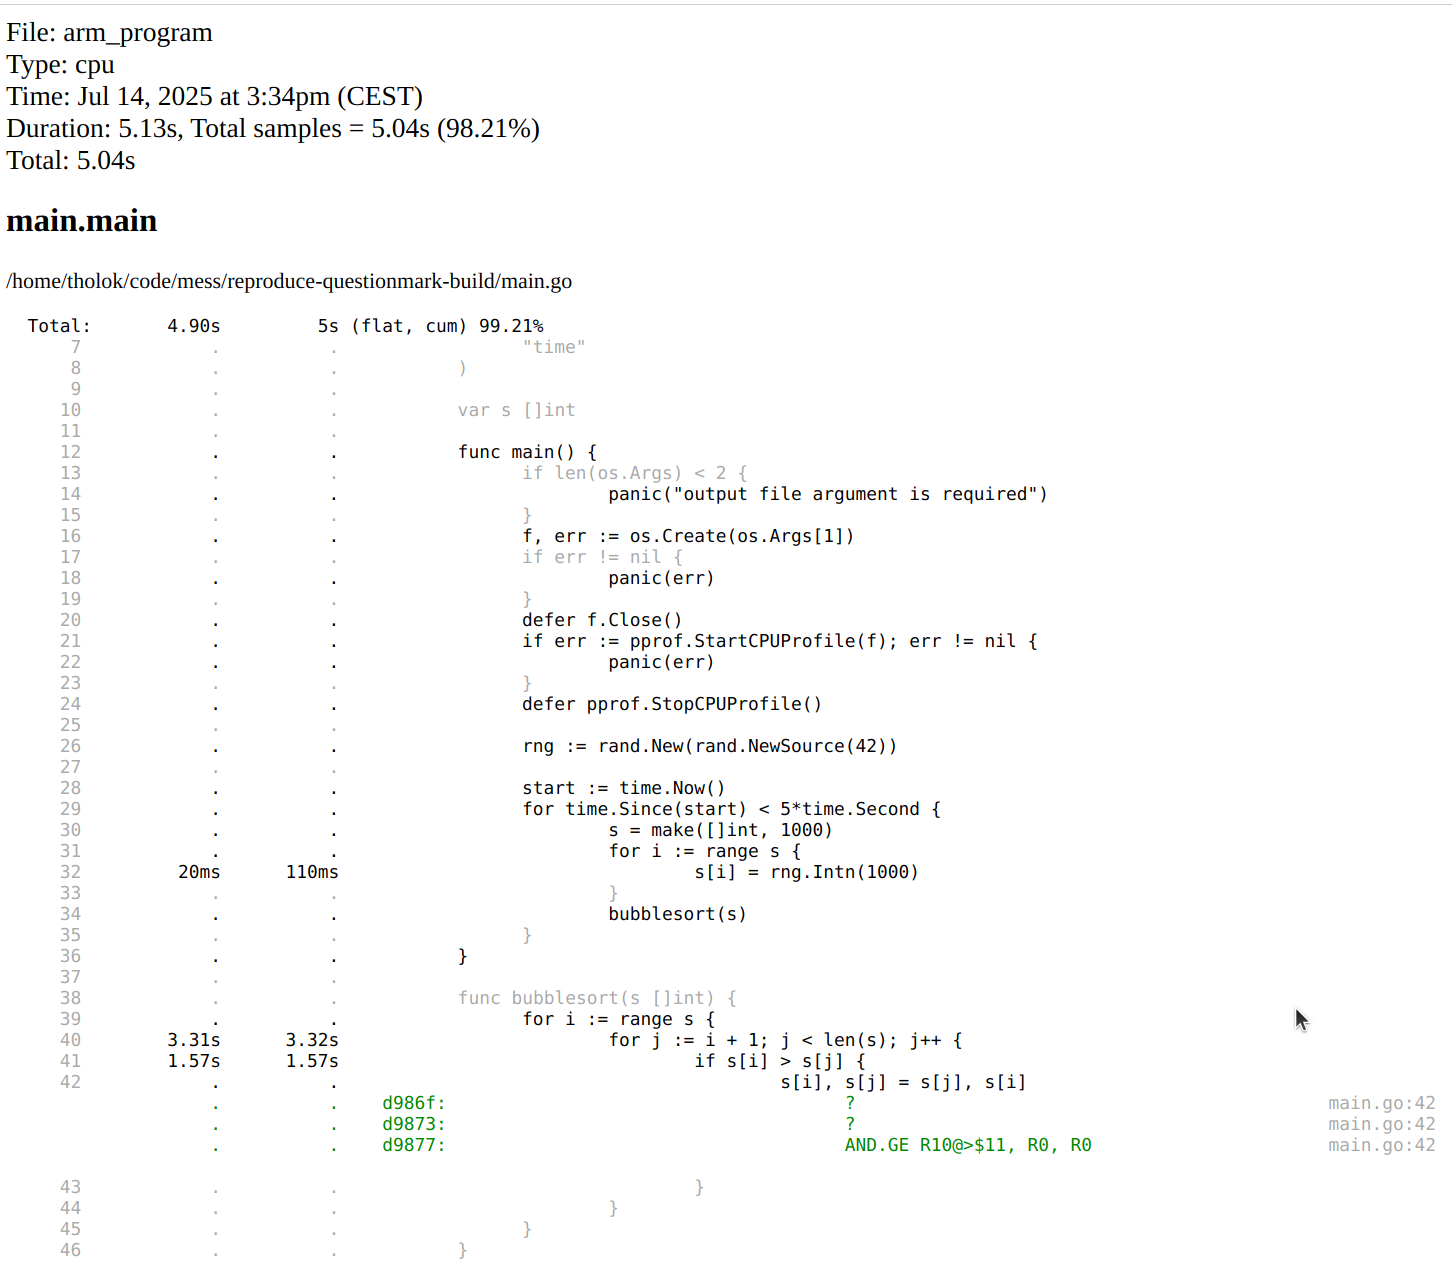 File: arm_program
Type: cpu
Time: Jul 14, 2025 at 3:34pm (CEST)
Duration: 5.13s, Total samples = 5.04s (98.21%)
Total: 5.04s
main.main
/home/tholok/code/mess/reproduce-questionmark-build/main.go
Total: 4.90s 5s (flat, cum) 99.21%
7 . . "time"
8 . . )
9 . .
10 . . var s []int
11 . .
12 . . func main() {
13 . . if len(os.Args) < 2 {
14 . . panic("output file argument is required")
15 . . }
16 . . f, err := os.Create(os.Args[1])
17 . . if err != nil {
18 . . panic(err)
19 . . }
20 . . defer f.Close()
21 . . if err := pprof.StartCPUProfile(f); err != nil {
22 . . panic(err)
23 . . }
24 . . defer pprof.StopCPUProfile()
25 . .
26 . . rng := rand.New(rand.NewSource(42))
27 . .
28 . . start := time.Now()
29 . . for time.Since(start) < 5*time.Second {
30 . . s = make([]int, 1000)
31 . . for i := range s {
32 20ms 110ms s[i] = rng.Intn(1000)
33 . . }
34 . . bubblesort(s)
35 . . }
36 . . }
37 . .
38 . . func bubblesort(s []int) {
39 . . for i := range s {
40 3.31s 3.32s for j := i + 1; j < len(s); j++ {
41 1.57s 1.57s if s[i] > s[j] {
42 . . s[i], s[j] = s[j], s[i]
. . d986f: ? main.go:42
. . d9873: ? main.go:42
. . d9877: AND.GE R10@>$11, R0, R0 main.go:42
43 . . }
44 . . }
45 . . }
46 . . }